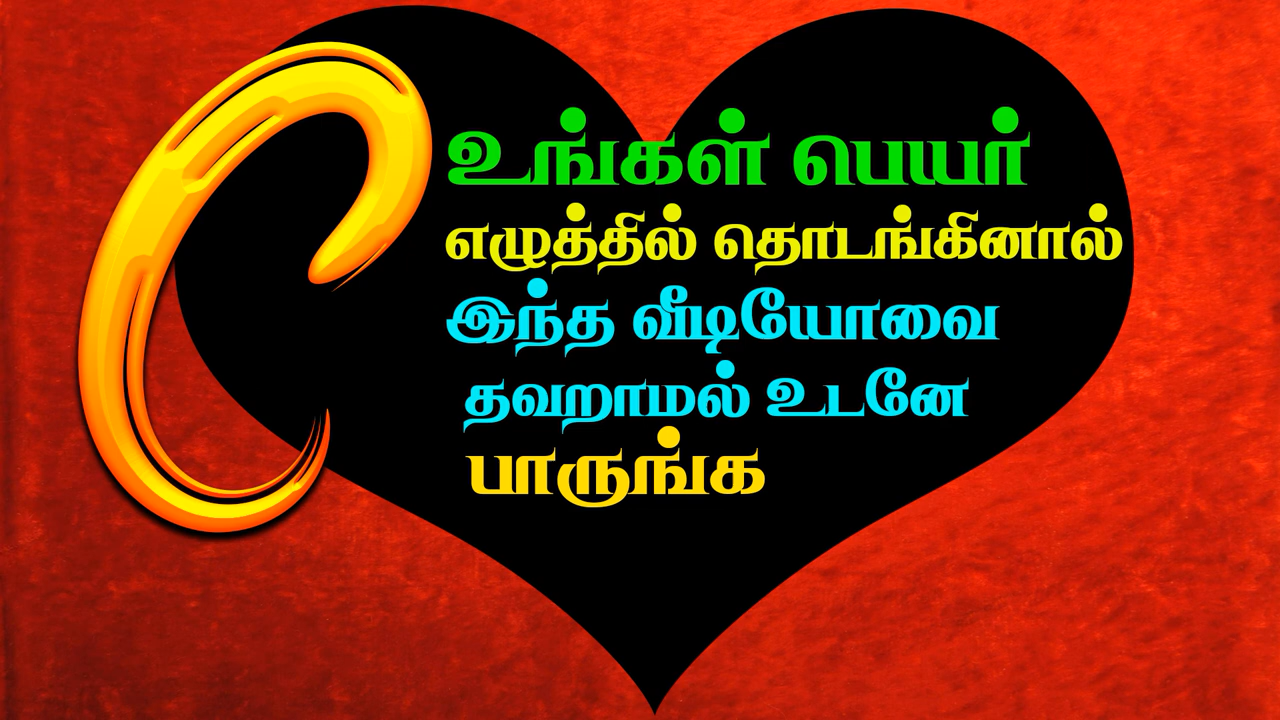 C
உங்கள் பெயர்
எழுத்தில் தொடங்கினால்
இந்த வீடியோவை
தவறாமல் உடனே
பாருங்க